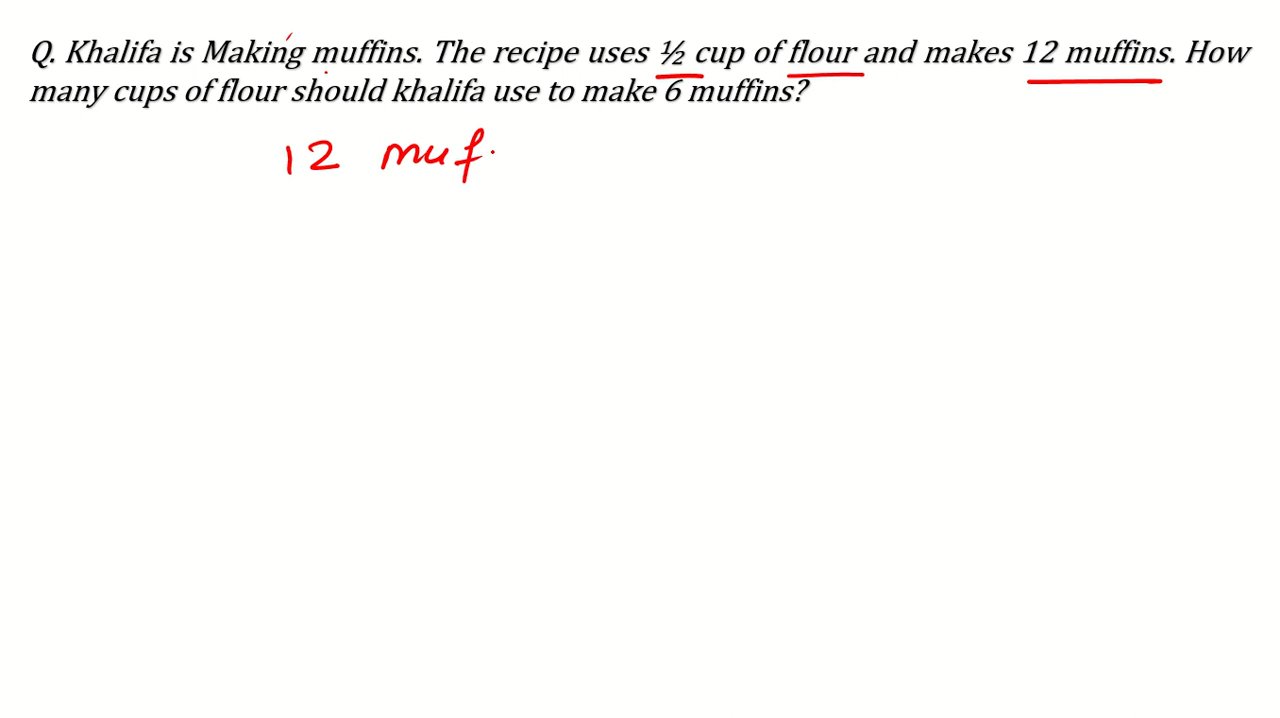 Q. Khalifa is Making muffins. The recipe uses ½ cup of flour and makes 12 muffins. How
many cups of flour should khalifa use to make 6 muffins?
12 muf